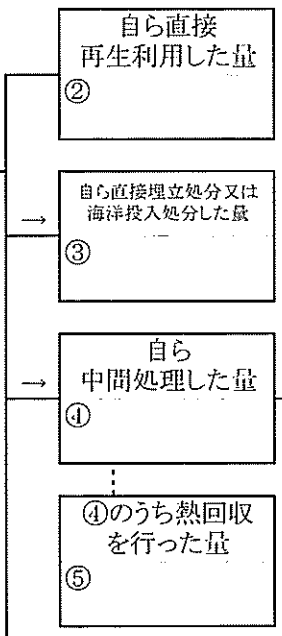 自ら直接
再生利用した量
②
→
自ら直接埋立処分又は
海洋投入処分した量
③
→
自ら
中間処理した量
④
④のうち熱回収
を行った量
⑤